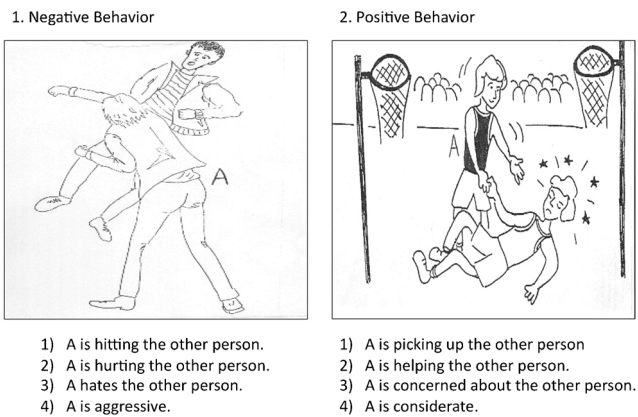 1. Negative Behavior
2. Positive Behavior
A
A
1) A is hitting the other person.
2) A is hurting the other person.
3) A hates the other person.
4) A is aggressive.
1) A is picking up the other person
2) A is helping the other person.
3) A is concerned about the other person.
4) A is considerate.